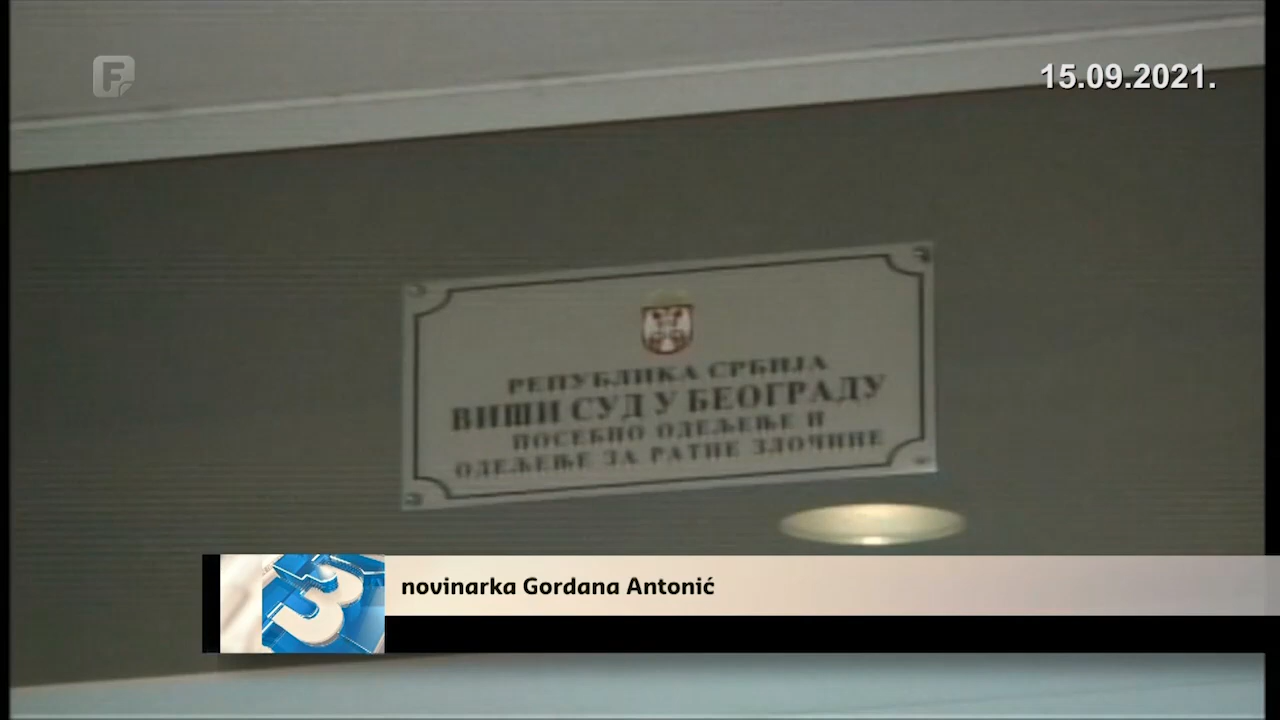 F
15.09.2021.
РЕПУБЛИКА СРБИЈА
ВИШИ СУД У БЕОГРАДУ
ПОСЕБНО ОДЕЉЕЊЕ И
ОДЕЉЕЊЕ ЗА РАТНЕ ЗЛОЧИНЕ
novinarka Gordana Antonić